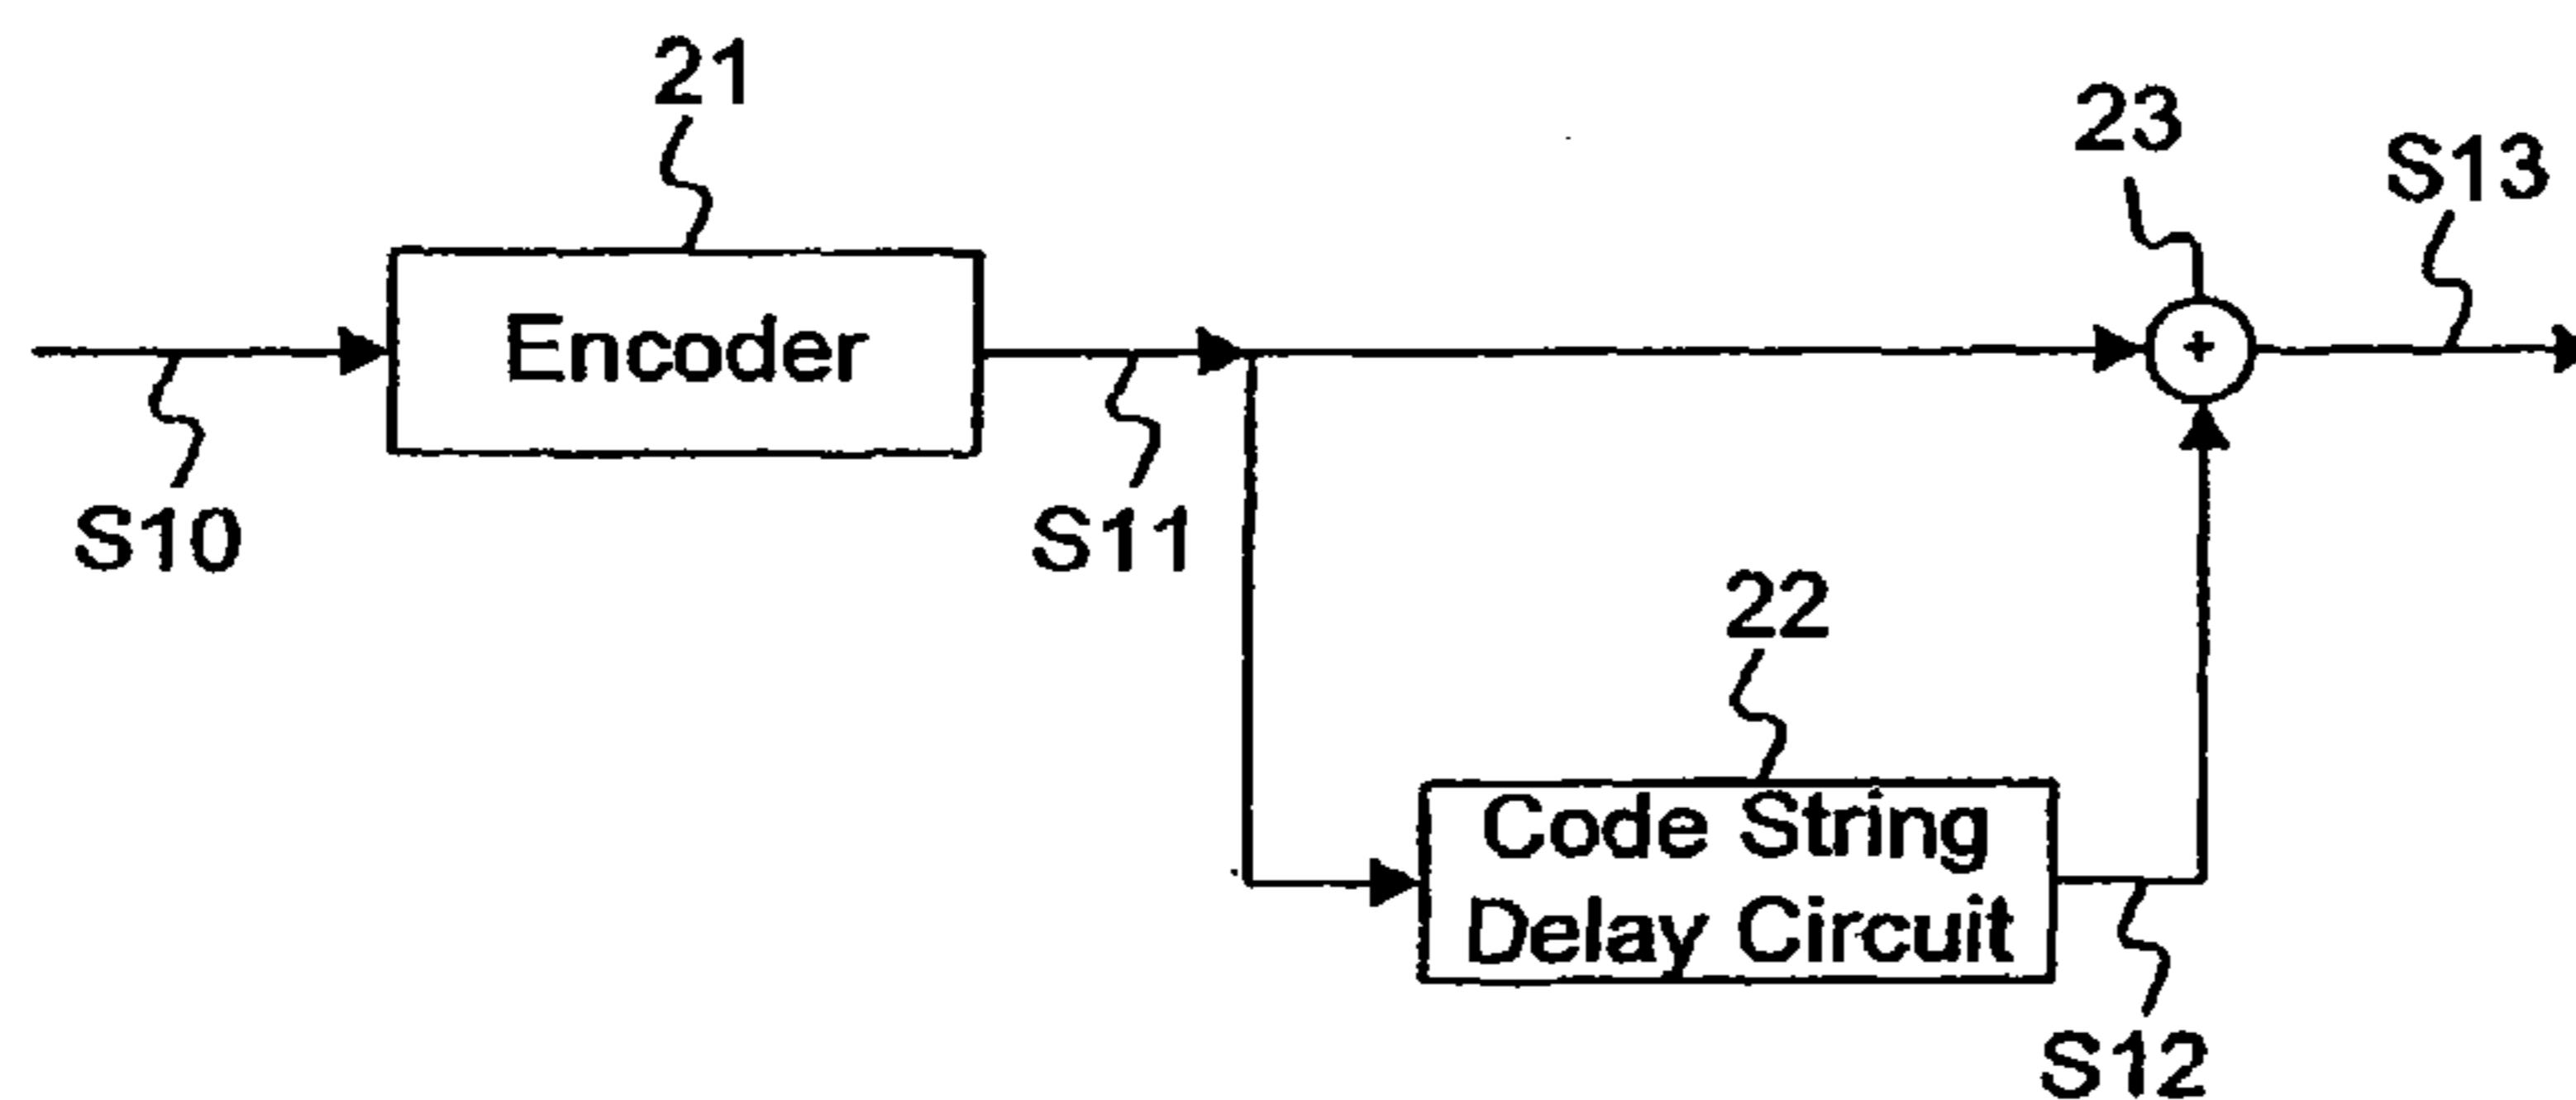 21
23
S13
Encoder
+
S10
S11
22
Code String
Delay Circuit
S12